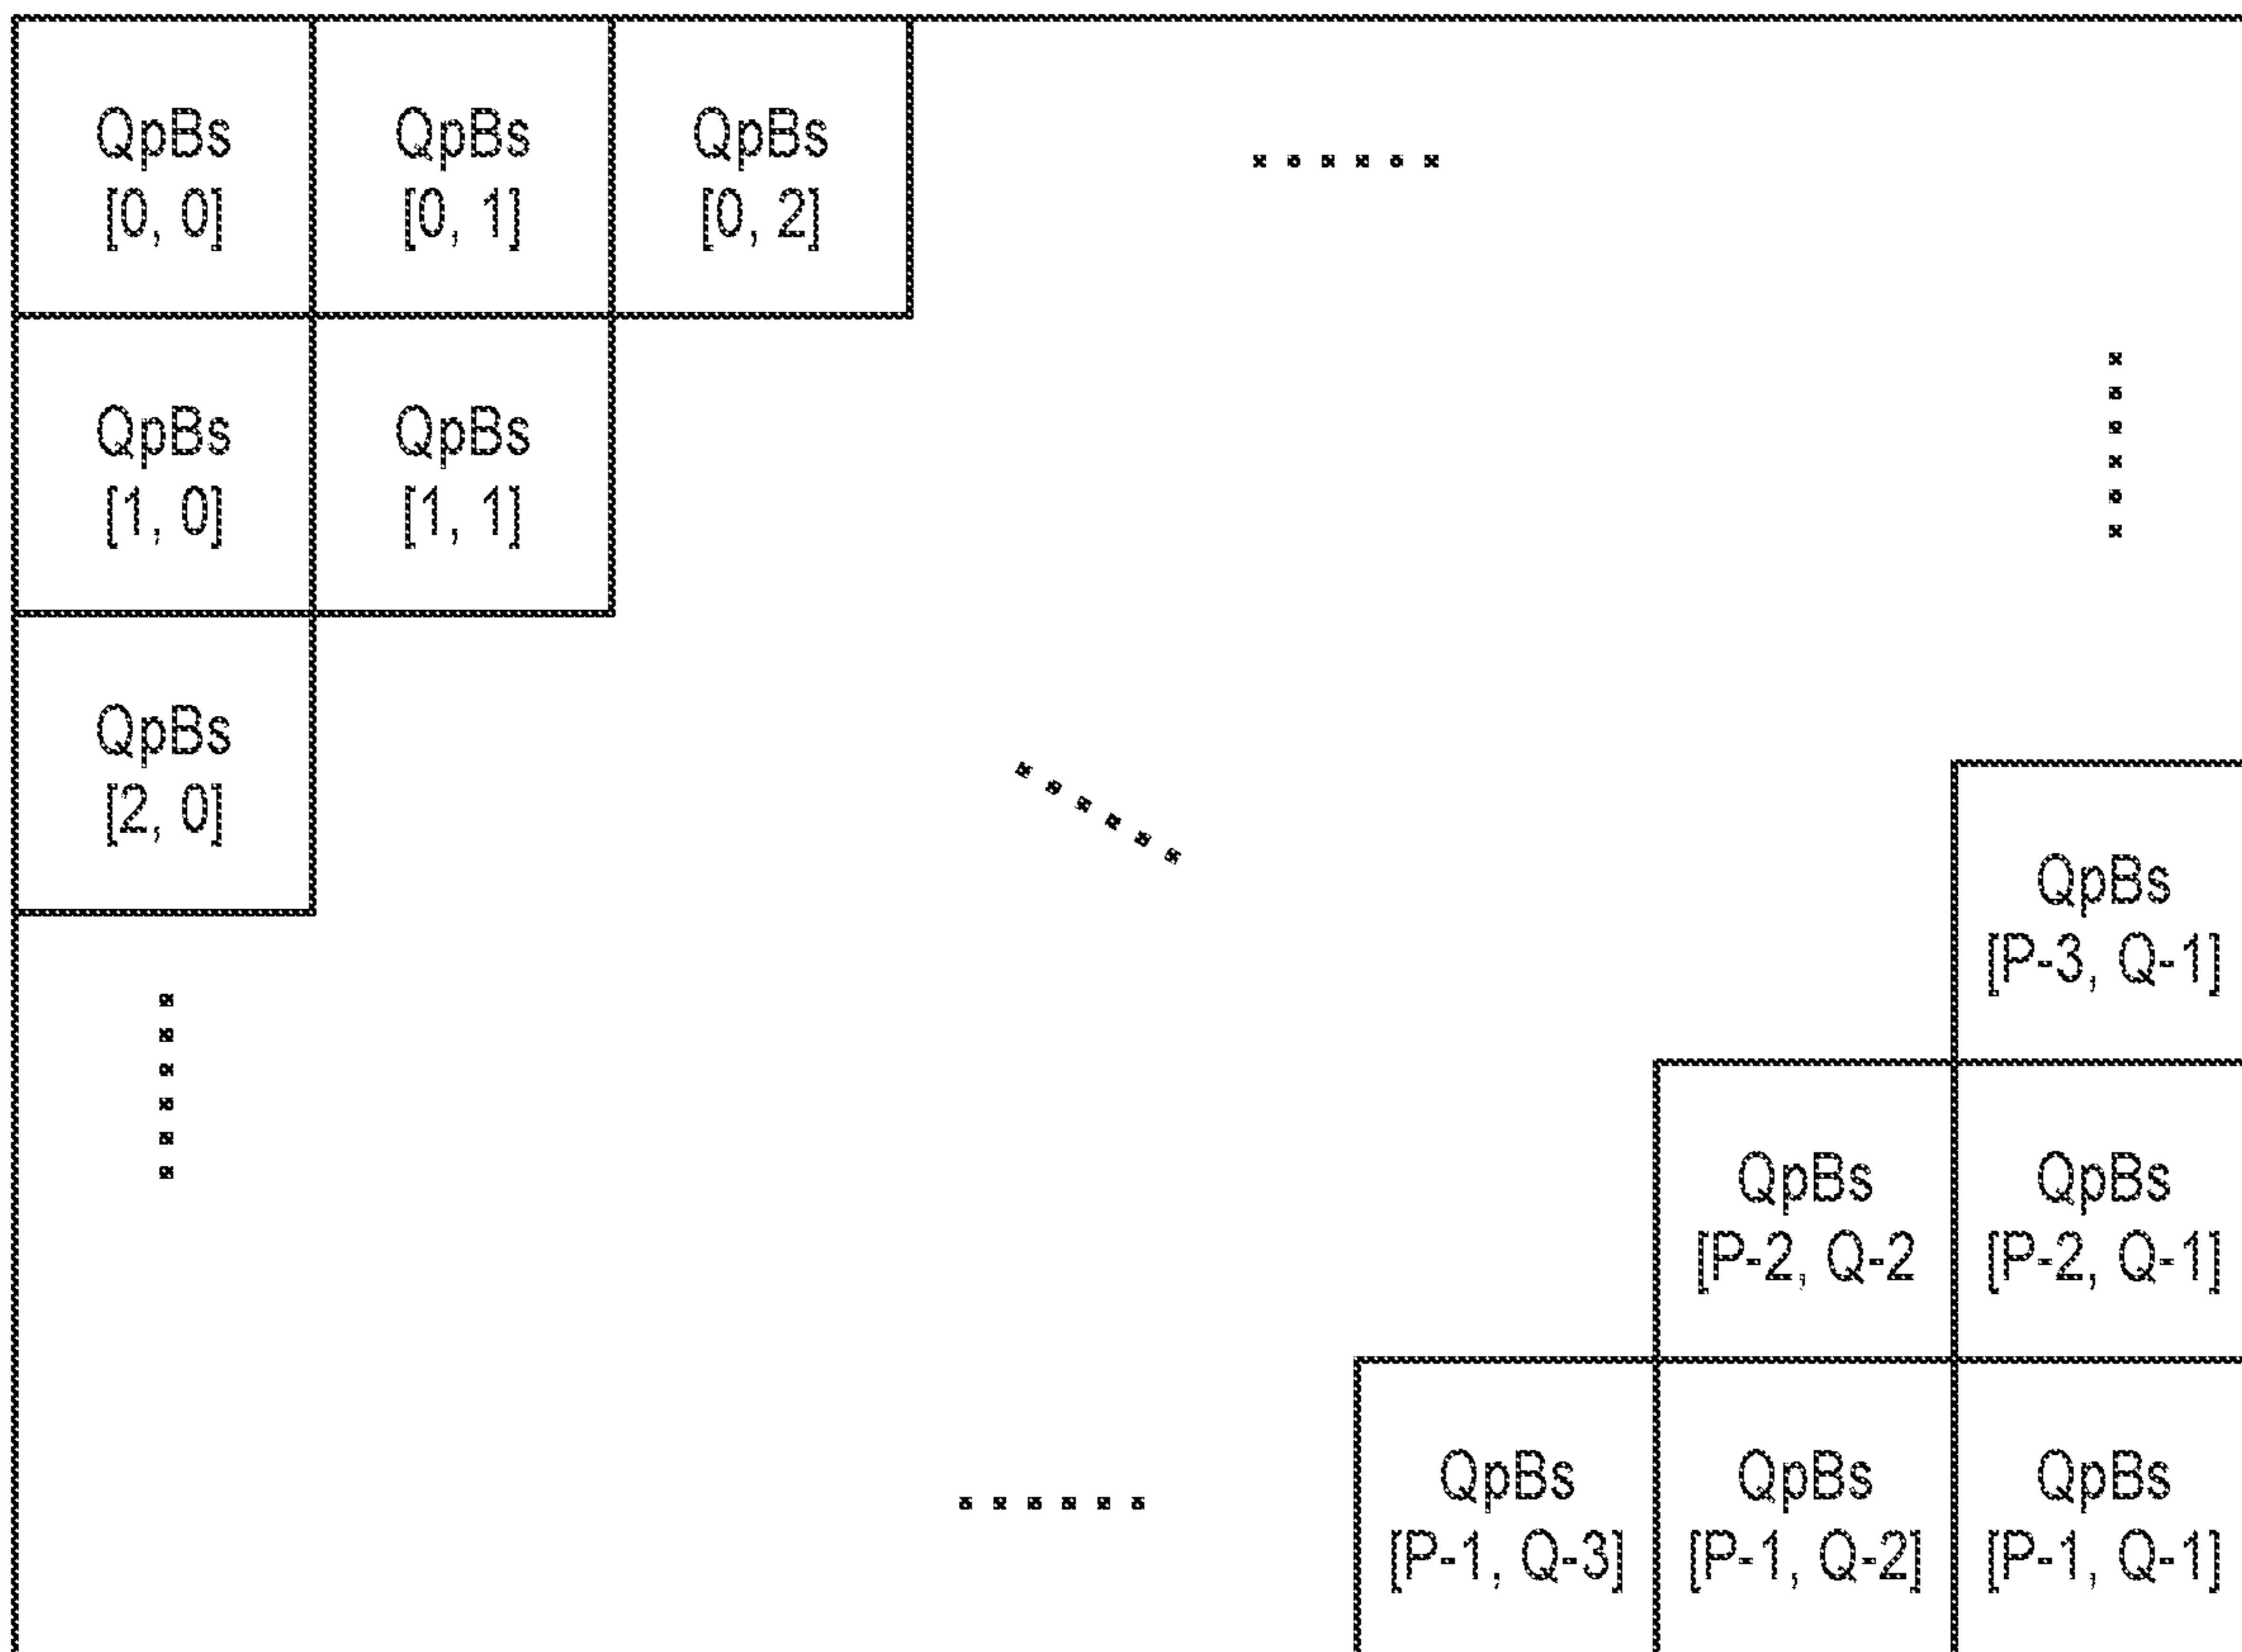 QpBs
[0, 0]
QpBs
[0, 1]
QpBs
[0, 2]
QpBs
[1, 0]
QpBs
[1, 1]
QpBs
[2, 0]
QpBs
[P-3, Q-1]
QpBs
[P-2, Q-2
QpBs
[P-2, Q-1]
QpBs
[P-1, Q-3]
QpBs
[P-1, Q-2]
QpBs
[P-1, Q-1]